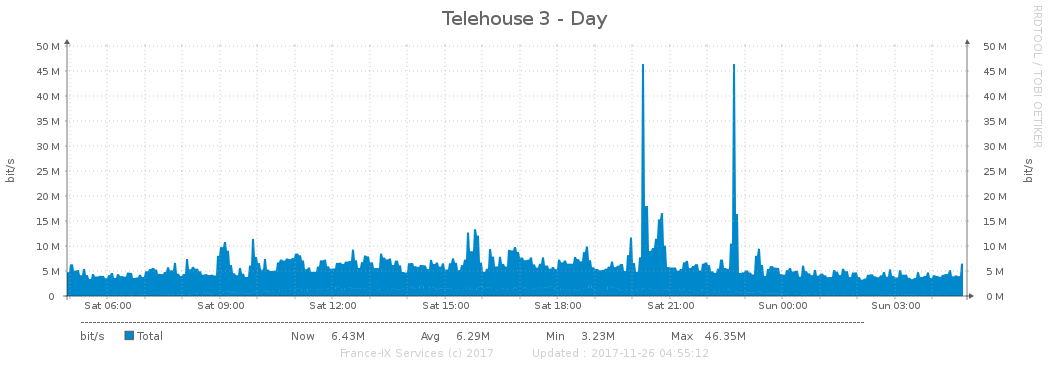 Telehouse 3 - Day
RRDTOOL / TOBI OETIKER
bit/s
bit/s
50 M 50 M
45 M 45 M
40 M 40 M
35 M 35 M
30 M 30 M
25 M 25 M
20 M 20 M
15 M 15 M
10 M 10 M
5 M 5 M
0 0 M
Sat 06:00 Sat 09:00 Sat 12:00 Sat 15:00 Sat 18:00 Sat 21:00 Sun 00:00 Sun 03:00
bit/s Total Now 6.43M Avg 6.29M Min 3.23M Max 46.35M
France-IX Services (c) 2017 Updated : 2017-11-26 04:55:12